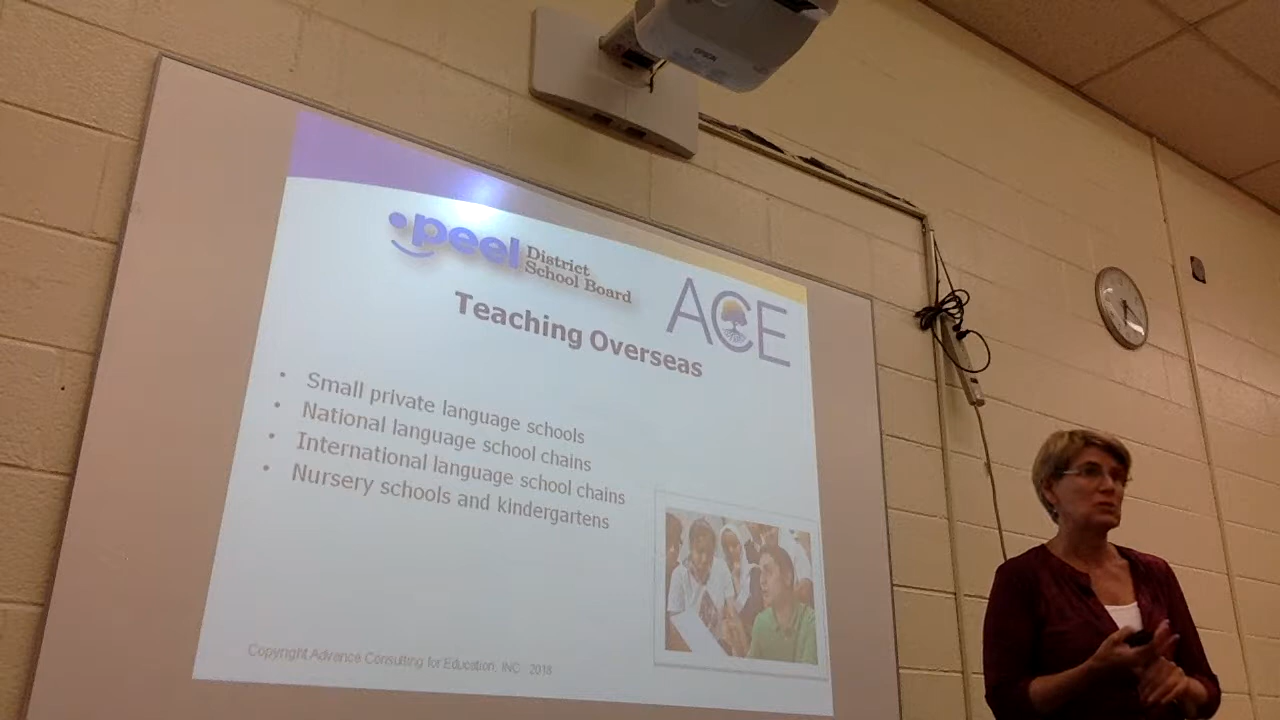 EPSON
peel District
School Board
ACE
Teaching Overseas
• Small private language schools
• National language school chains
• International language school chains
• Nursery schools and kindergartens
Copyright Advance Consulting for Education, INC 2018